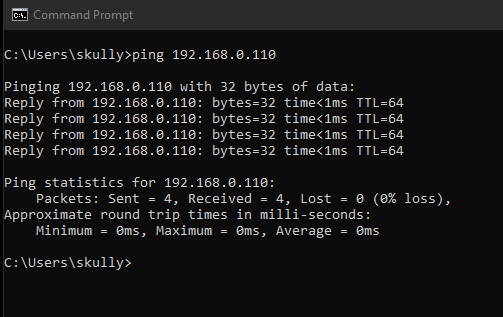 Command Prompt
C:\Users\skully>ping 192.168.0.110
Pinging 192.168.0.110 with 32 bytes of data:
Reply from 192.168.0.110: bytes=32 time<1ms TTL=64
Reply from 192.168.0.110: bytes=32 time<1ms TTL=64
Reply from 192.168.0.110: bytes=32 time<1ms TTL=64
Reply from 192.168.0.110: bytes=32 time<1ms TTL=64
Ping statistics for 192.168.0.110:
    Packets: Sent = 4, Received = 4, Lost = 0 (0% loss),
Approximate round trip times in milli-seconds:
    Minimum = 0ms, Maximum = 0ms, Average = 0ms
C:\Users\skully>